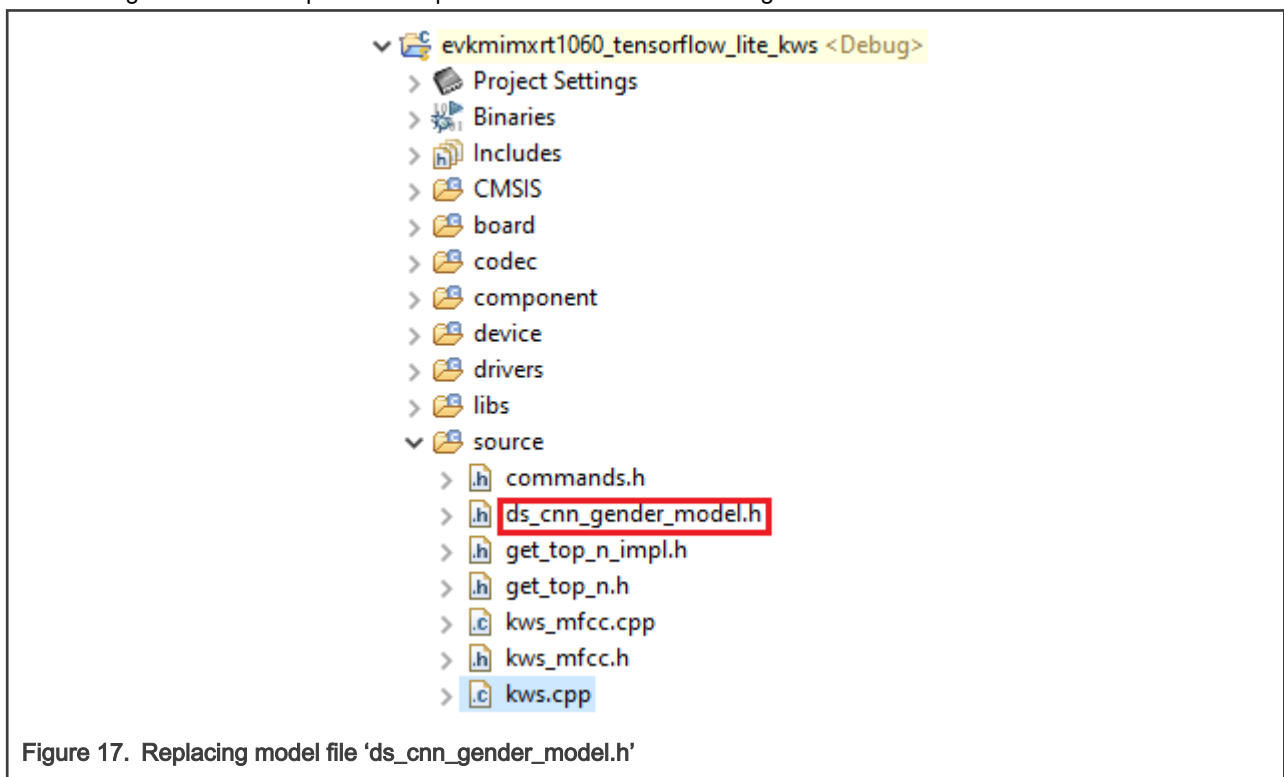 evkmimxrt1060_tensorflow_lite_kws <Debug>
Project Settings
Binaries
Includes
CMSIS
board
codec
component
device
drivers
libs
source
commands.h
ds_cnn_gender_model.h
get_top_n_impl.h
get_top_n.h
kws_mfcc.cpp
kws_mfcc.h
kws.cpp
Figure 17. Replacing model file ‘ds_cnn_gender_model.h’